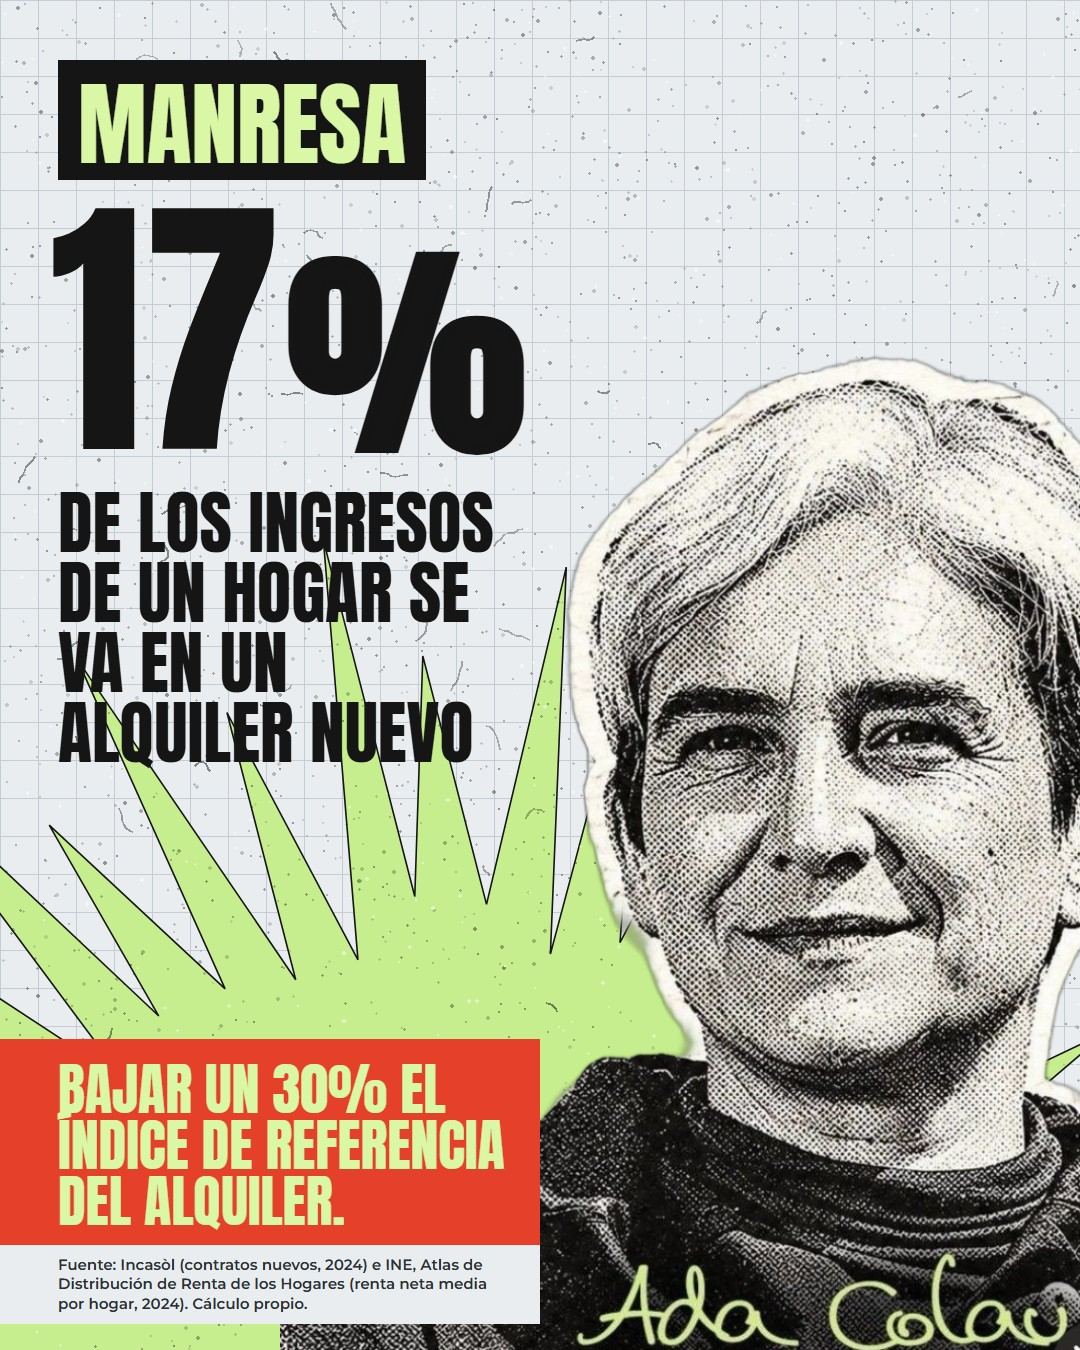 MANRESA
17%
DE LOS INGRESOS
DE UN HOGAR SE
VA EN UN
ALQUILER NUEVO
BAJAR UN 30% EL
ÍNDICE DE REFERENCIA
DEL ALQUILER.
Fuente: Incasòl (contratos nuevos, 2024) e INE, Atlas de
Distribución de Renta de los Hogares (renta neta media
por hogar, 2024). Cálculo propio.
Ada Colau